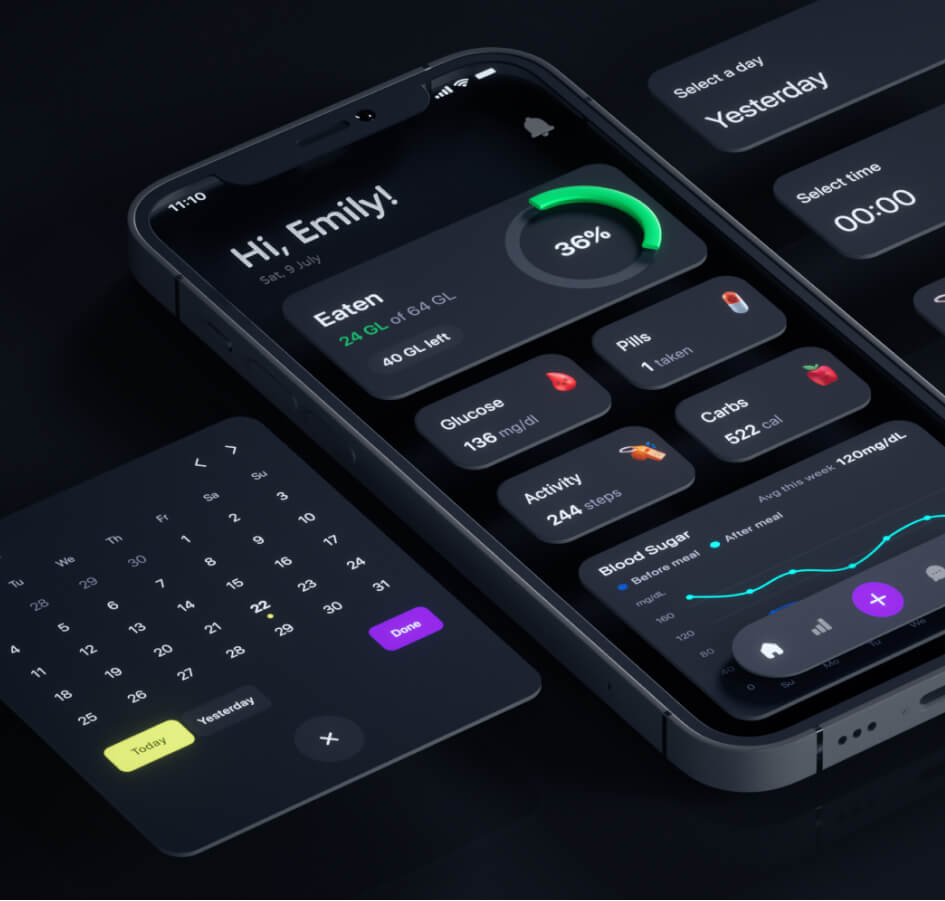 11:10
Hi, Emily!
Sat, 9 July
Eaten
24 GL of 64 GL
40 GL left
36%
Glucose
136 mg/dl
Pills
1 taken
Activity
244 steps
Carbs
522 cal
Blood Sugar
Avg this week 120mg/dL
Before meal After meal
mg/dL
160
120
80
40
0
Su Mo Tu We
Select a day
Yesterday
Select time
00:00
Tu We Th Fr Sa Su
28 29 30 1 2 3
4 5 6 7 8 9 10
11 12 13 14 15 16 17
18 19 20 21 22 23 24
25 26 27 28 29 30 31
Today Yesterday
Done